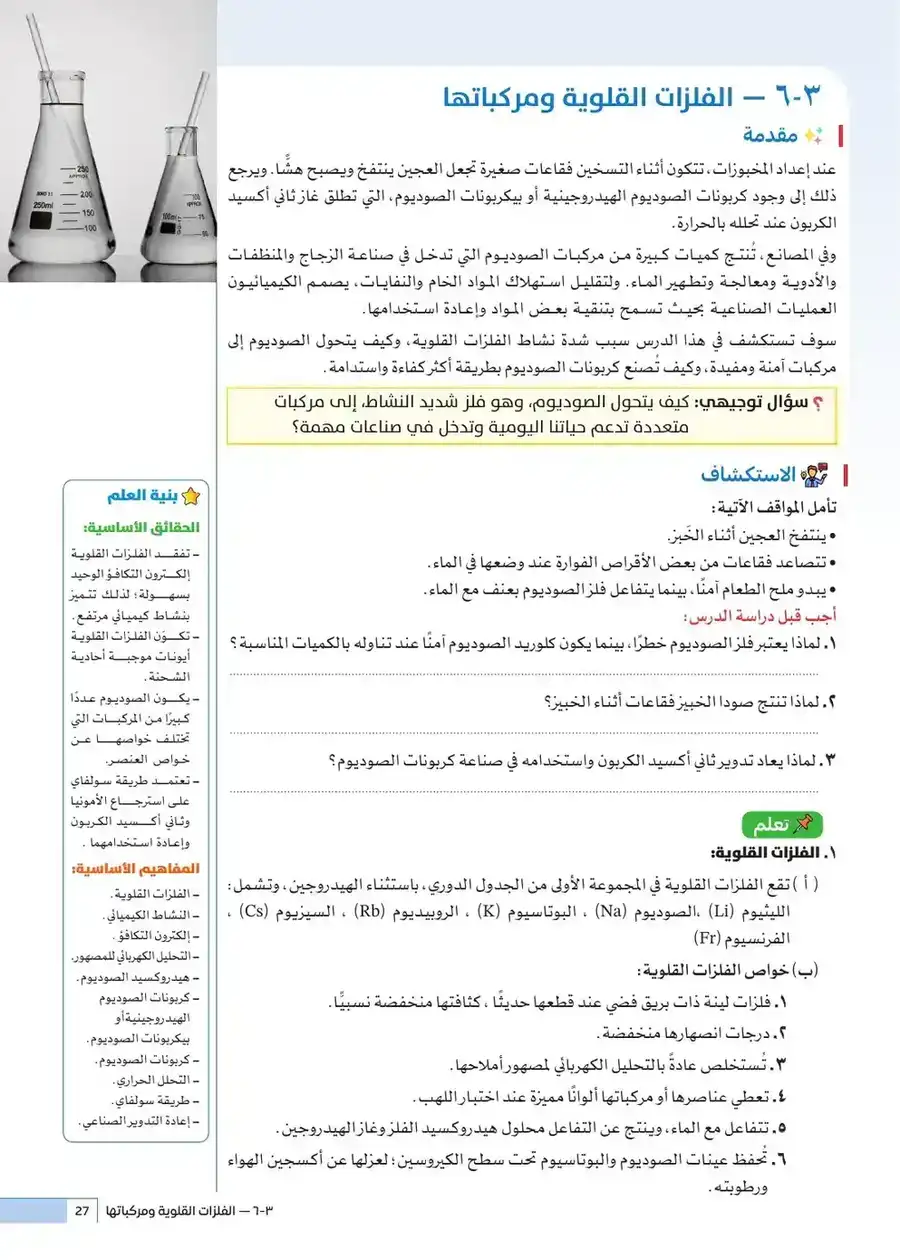 ٣-٦ — الفلزات القلوية ومركباتها
مقدمة
عند إعداد المخبوزات، تتكون أثناء التسخين فقاعات صغيرة تجعل العجين ينتفخ ويصبح هشًّا. ويرجع
ذلك إلى وجود كربونات الصوديوم الهيدروجينية أو بيكربونات الصوديوم، التي تطلق غاز ثاني أكسيد
الكربون عند تحلله بالحرارة.
وفي المصانع، تُنتج كميات كبيرة من مركبات الصوديوم التي تدخل في صناعة الزجاج والمنظفات
والأدوية ومعالجة وتطهير الماء. ولتقليل استهلاك المواد الخام والنفايات، يصمم الكيميائيون
العمليات الصناعية بحيث تسمح بتنقية بعض المواد وإعادة استخدامها.
سوف تستكشف في هذا الدرس سبب شدة نشاط الفلزات القلوية، وكيف يتحول الصوديوم إلى
مركبات آمنة ومفيدة، وكيف تُصنع كربونات الصوديوم بطريقة أكثر كفاءة واستدامة.
؟ سؤال توجيهي: كيف يتحول الصوديوم، وهو فلز شديد النشاط، إلى مركبات
متعددة تدعم حياتنا اليومية وتدخل في صناعات مهمة؟
الاستكشاف
تأمل المواقف الآتية:
• ينتفخ العجين أثناء الخَبز.
• تتصاعد فقاعات من بعض الأقراص الفوارة عند وضعها في الماء.
• يبدو ملح الطعام آمنًا، بينما يتفاعل فلز الصوديوم بعنف مع الماء.
أجب قبل دراسة الدرس:
١. لماذا يعتبر فلز الصوديوم خطرًا، بينما يكون كلوريد الصوديوم آمنًا عند تناوله بالكميات المناسبة؟
٢. لماذا تنتج صودا الخبيز فقاعات أثناء الخبيز؟
٣. لماذا يعاد تدوير ثاني أكسيد الكربون واستخدامه في صناعة كربونات الصوديوم؟
تعلم
١. الفلزات القلوية:
( أ ) تقع الفلزات القلوية في المجموعة الأولى من الجدول الدوري، باستثناء الهيدروجين، وتشمل:
الليثيوم (Li) ،الصوديوم (Na) ، البوتاسيوم (K) ، الروبيديوم (Rb) ، السيزيوم (Cs) ،
الفرنسيوم (Fr)
(ب) خواص الفلزات القلوية:
١. فلزات لينة ذات بريق فضي عند قطعها حديثًا ، كثافتها منخفضة نسبيًّا.
٢. درجات انصهارها منخفضة.
٣. تُستخلص عادةً بالتحليل الكهربائي لمصهور أملاحها.
٤. تعطي عناصرها أو مركباتها ألوانًا مميزة عند اختبار اللهب.
٥. تتفاعل مع الماء، وينتج عن التفاعل محلول هيدروكسيد الفلز وغاز الهيدروجين.
٦. تُحفظ عينات الصوديوم والبوتاسيوم تحت سطح الكيروسين؛ لعزلها عن أكسجين الهواء
ورطوبته.
بنية العلم
الحقائق الأساسية:
– تفقد الفلزات القلوية
إلكترون التكافؤ الوحيد
بسهولة؛ لذلك تتميز
بنشاط كيميائي مرتفع.
– تكوّن الفلزات القلوية
أيونات موجبة أحادية
الشحنة.
– يكون الصوديوم عددًا
كبيرًا من المركبات التي
تختلف خواصها عن
خواص العنصر.
– تعتمد طريقة سولفاي
على استرجاع الأمونيا
وثاني أكسيد الكربون
وإعادة استخدامهما .
المفاهيم الأساسية:
– الفلزات القلوية.
– النشاط الكيميائي.
– إلكترون التكافؤ.
– التحليل الكهربائي للمصهور.
– هيدروكسيد الصوديوم.
– كربونات الصوديوم
الهيدروجينية أو
بيكربونات الصوديوم.
– كربونات الصوديوم.
– التحلل الحراري.
– طريقة سولفاي.
– إعادة التدوير الصناعي.
250
200
150
100
250ml
100ml
٣-٦ — الفلزات القلوية ومركباتها
27